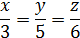 x/3 = y/5 = z/6